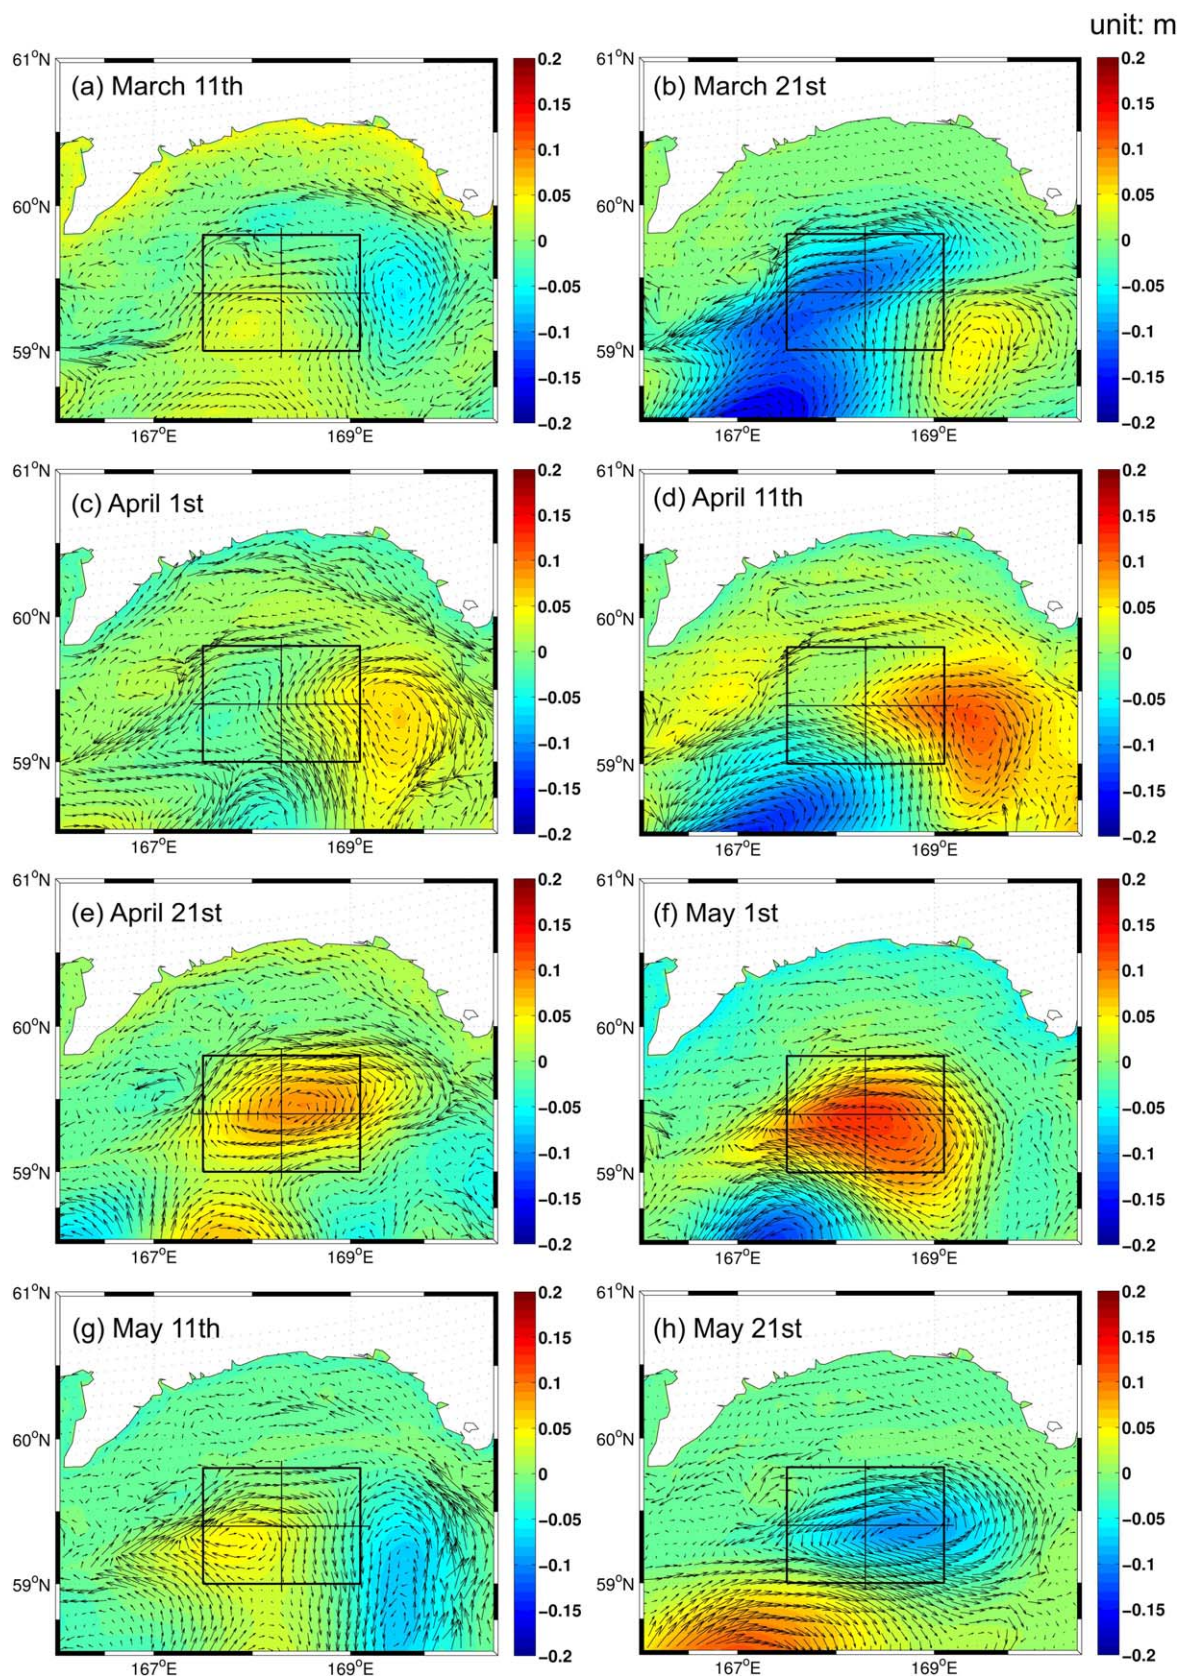 unit: m
(a) March 11th
61°N
60°N
59°N
167°E
169°E
0.2
0.15
0.1
0.05
0
−0.05
−0.1
−0.15
−0.2
(b) March 21st
61°N
60°N
59°N
167°E
169°E
0.2
0.15
0.1
0.05
0
−0.05
−0.1
−0.15
−0.2
(c) April 1st
61°N
60°N
59°N
167°E
169°E
0.2
0.15
0.1
0.05
0
−0.05
−0.1
−0.15
−0.2
(d) April 11th
61°N
60°N
59°N
167°E
169°E
0.2
0.15
0.1
0.05
0
−0.05
−0.1
−0.15
−0.2
(e) April 21st
61°N
60°N
59°N
167°E
169°E
0.2
0.15
0.1
0.05
0
−0.05
−0.1
−0.15
−0.2
(f) May 1st
61°N
60°N
59°N
167°E
169°E
0.2
0.15
0.1
0.05
0
−0.05
−0.1
−0.15
−0.2
(g) May 11th
61°N
60°N
59°N
167°E
169°E
0.2
0.15
0.1
0.05
0
−0.05
−0.1
−0.15
−0.2
(h) May 21st
61°N
60°N
59°N
167°E
169°E
0.2
0.15
0.1
0.05
0
−0.05
−0.1
−0.15
−0.2